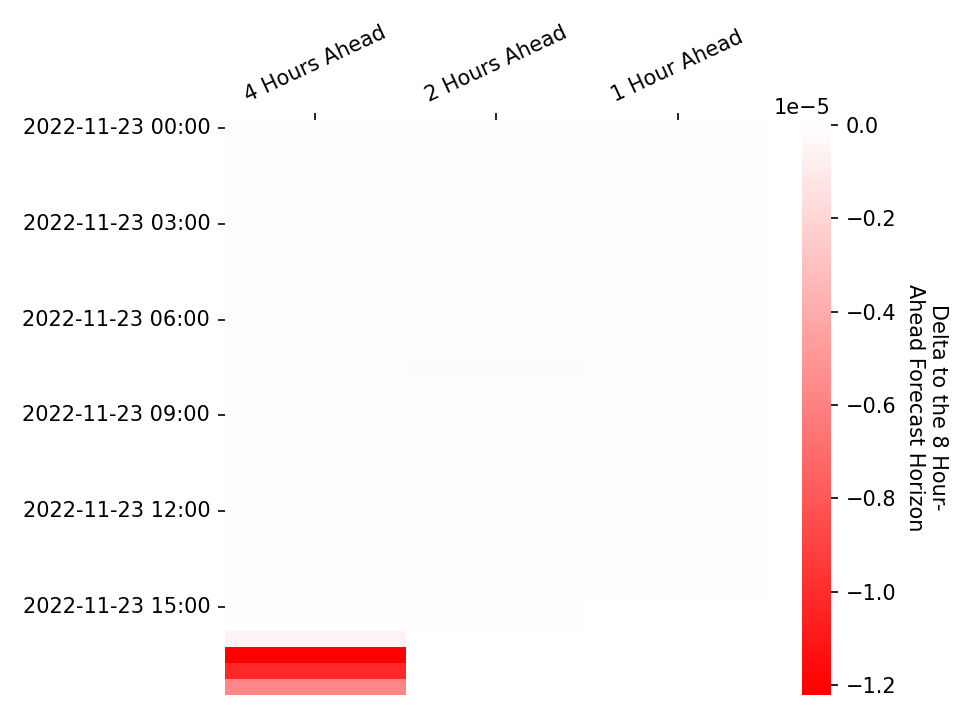 4 Hours Ahead
2 Hours Ahead
1 Hour Ahead
1e−5
2022-11-23 00:00
2022-11-23 03:00
2022-11-23 06:00
2022-11-23 09:00
2022-11-23 12:00
2022-11-23 15:00
0.0
−0.2
−0.4
−0.6
−0.8
−1.0
−1.2
Delta to the 8 Hour-
Ahead Forecast Horizon